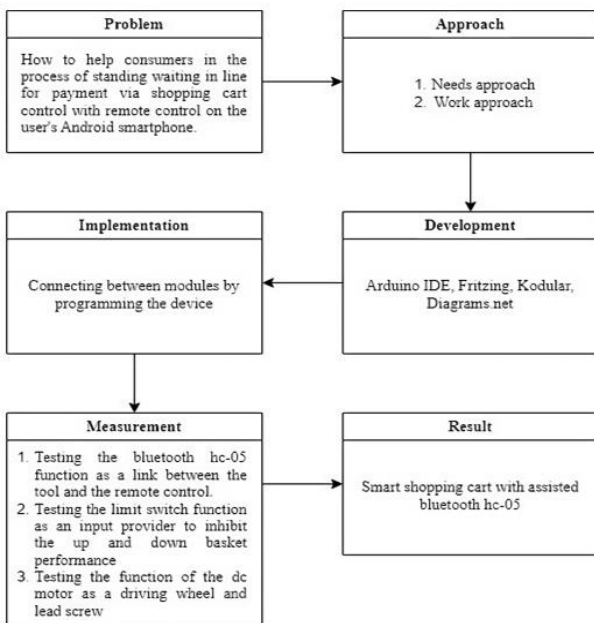 Problem
How to help consumers in the
process of standing waiting in line
for payment via shopping cart
control with remote control on the
user's Android smartphone.
Approach
1. Needs approach
2. Work approach
Development
Arduino IDE, Fritzing, Kodular,
Diagrams.net
Implementation
Connecting between modules by
programming the device
Measurement
1. Testing the bluetooth hc-05
function as a link between the
tool and the remote control.
2. Testing the limit switch function
as an input provider to inhibit
the up and down basket
performance
3. Testing the function of the dc
motor as a driving wheel and
lead screw
Result
Smart shopping cart with assisted
bluetooth hc-05